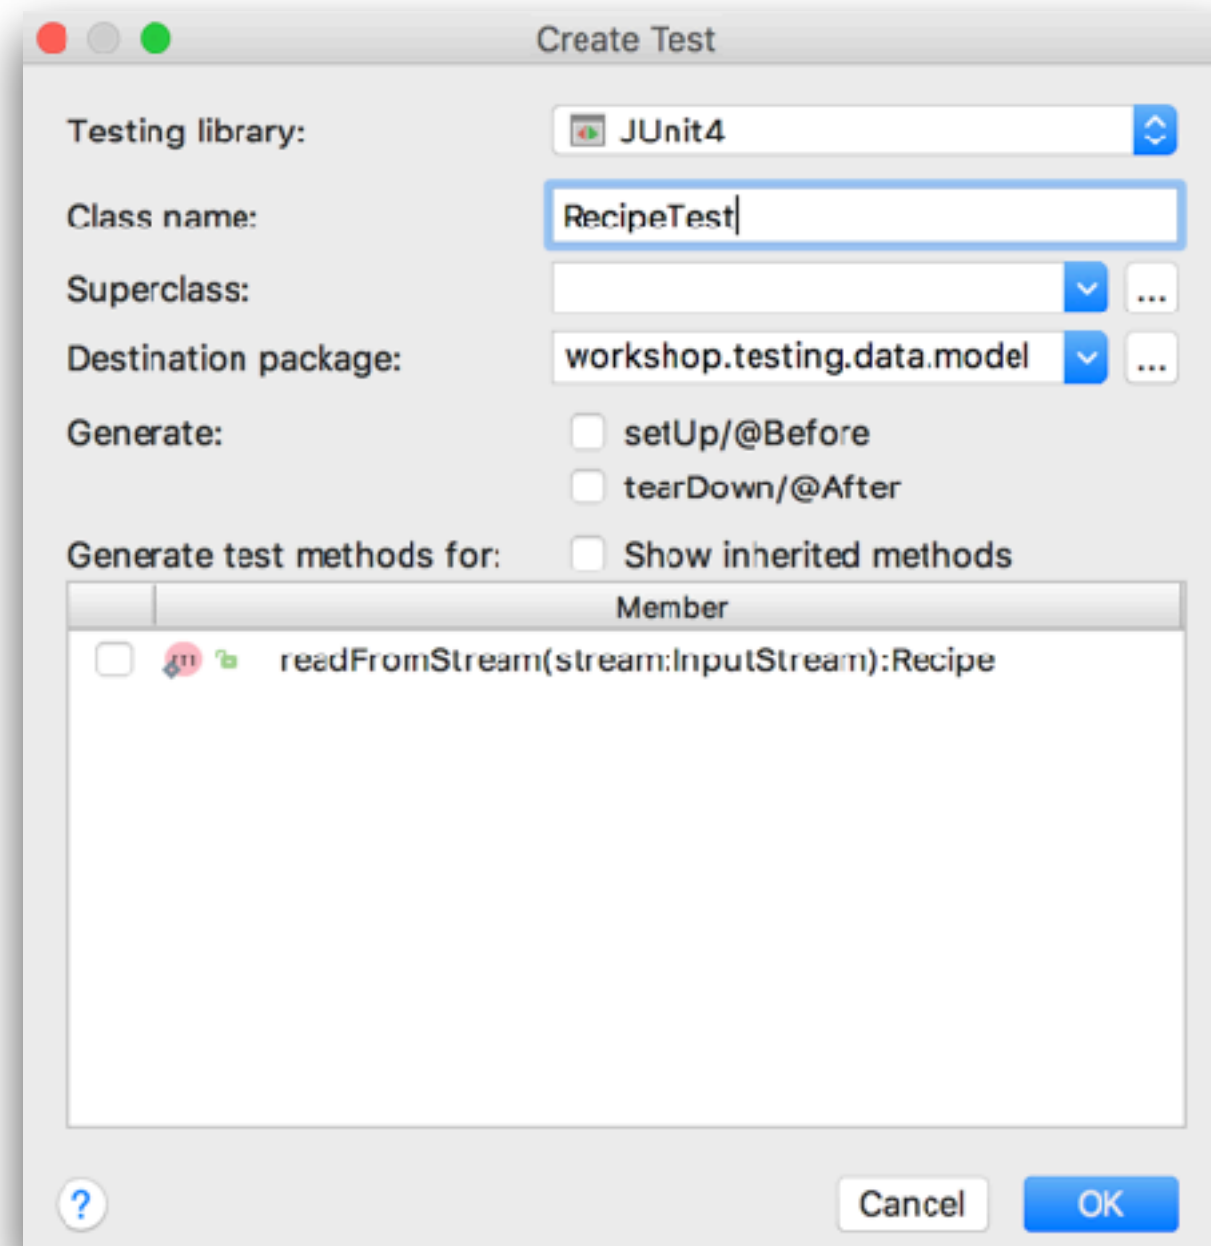 Create Test
Testing library: JUnit4
Class name: RecipeTest
Superclass: ...
Destination package: workshop.testing.data.model ...
Generate: setUp/@Before
tearDown/@After
Generate test methods for: Show inherited methods
Member
m readFromStream(stream:InputStream):Recipe
? Cancel OK